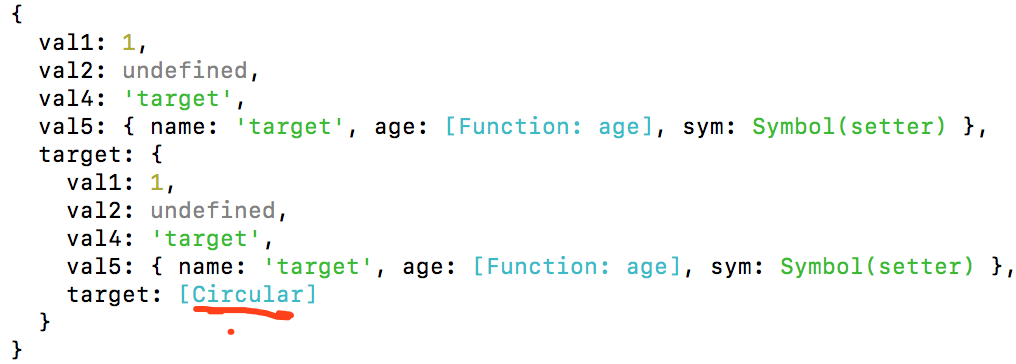 {
  val1: 1,
  val2: undefined,
  val4: 'target',
  val5: { name: 'target', age: [Function: age], sym: Symbol(setter) },
  target: {
    val1: 1,
    val2: undefined,
    val4: 'target',
    val5: { name: 'target', age: [Function: age], sym: Symbol(setter) },
    target: [Circular]
  }
}